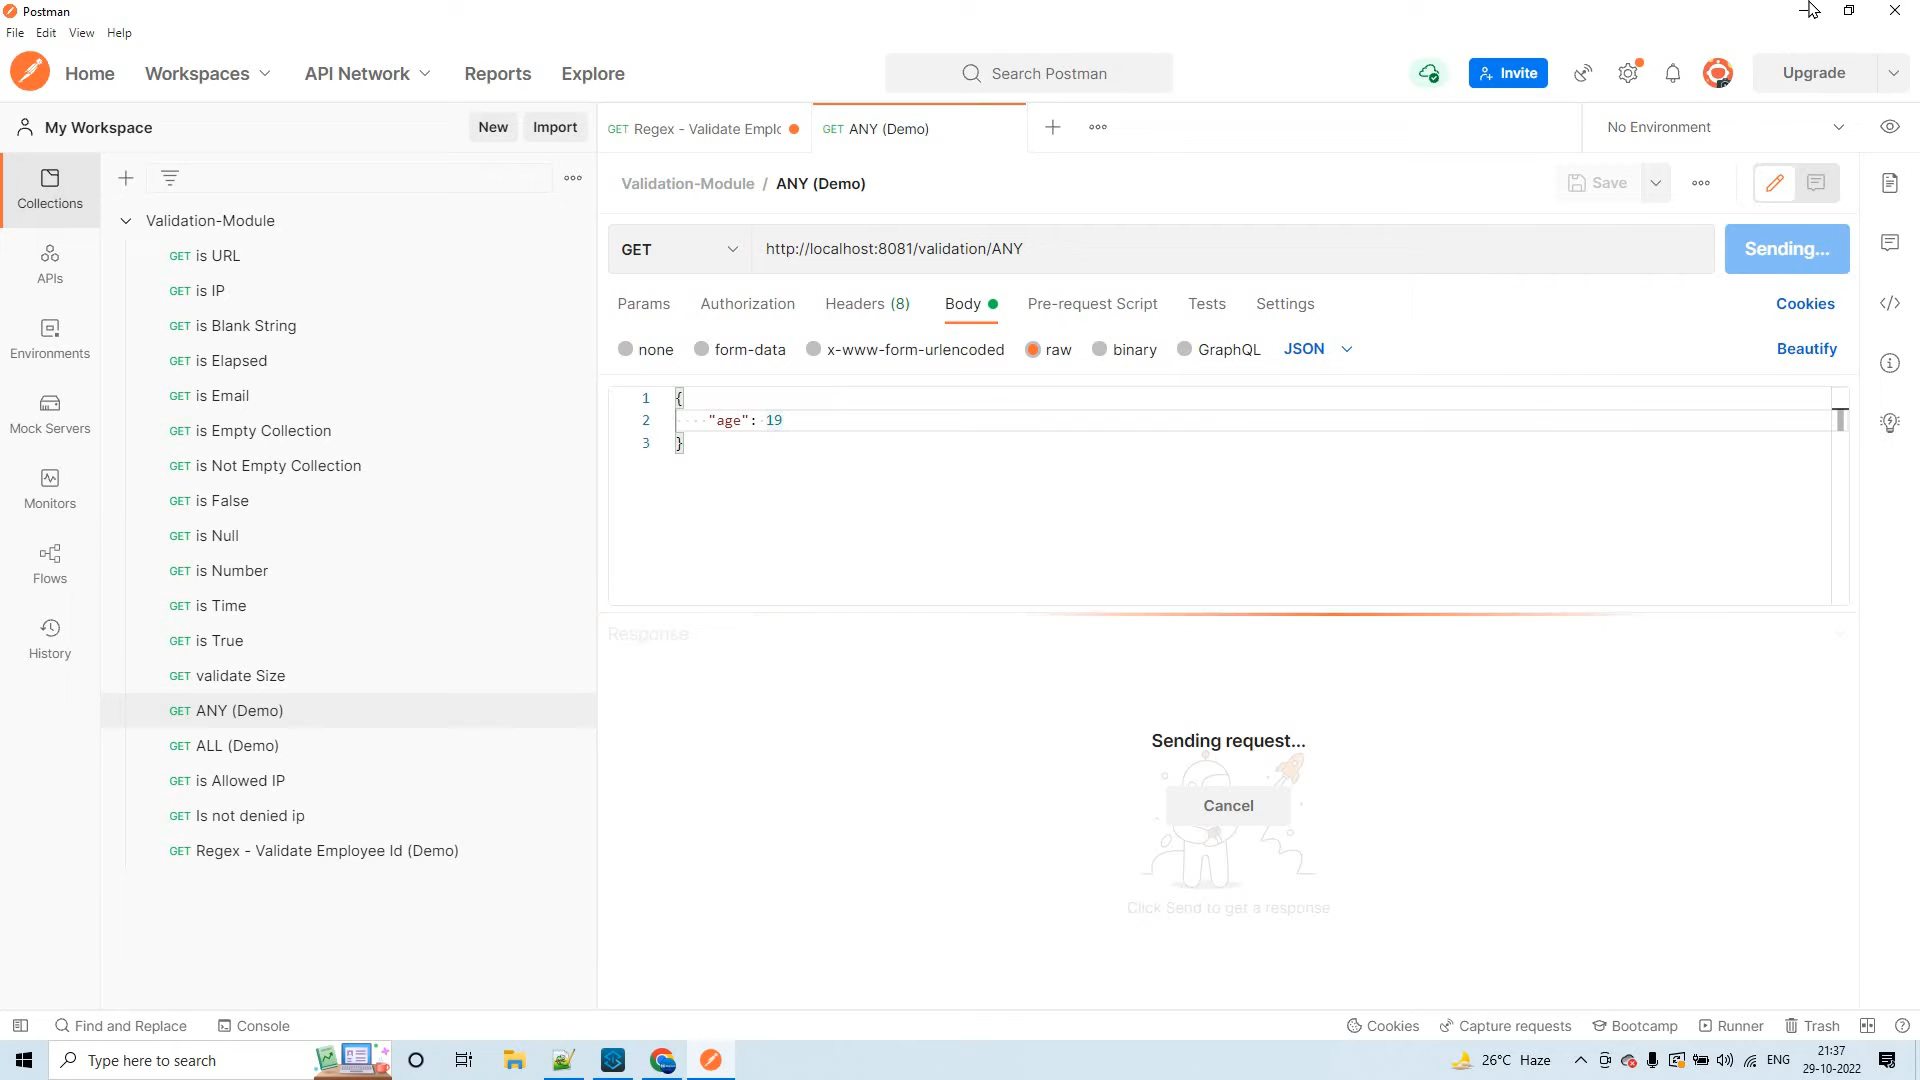 Postman
File Edit View Help
Home Workspaces API Network Reports Explore
Search Postman
Invite
Upgrade
My Workspace
New Import
GET Regex - Validate Emplc
GET ANY (Demo)
No Environment
Collections
APIs
Environments
Mock Servers
Monitors
Flows
History
Validation-Module
GET is URL
GET is IP
GET is Blank String
GET is Elapsed
GET is Email
GET is Empty Collection
GET is Not Empty Collection
GET is False
GET is Null
GET is Number
GET is Time
GET is True
GET validate Size
GET ANY (Demo)
GET ALL (Demo)
GET is Allowed IP
GET Is not denied ip
GET Regex - Validate Employee Id (Demo)
Validation-Module / ANY (Demo)
Save
GET http://localhost:8081/validation/ANY
Sending...
Params Authorization Headers (8) Body Pre-request Script Tests Settings
Cookies
none form-data x-www-form-urlencoded raw binary GraphQL JSON
Beautify
1 {
2 "age": 19
3 }
Response
Sending request...
Cancel
Click Send to get a response
Find and Replace Console
Cookies Capture requests Bootcamp Runner Trash
Type here to search
26°C Haze
ENG
21:37
29-10-2022